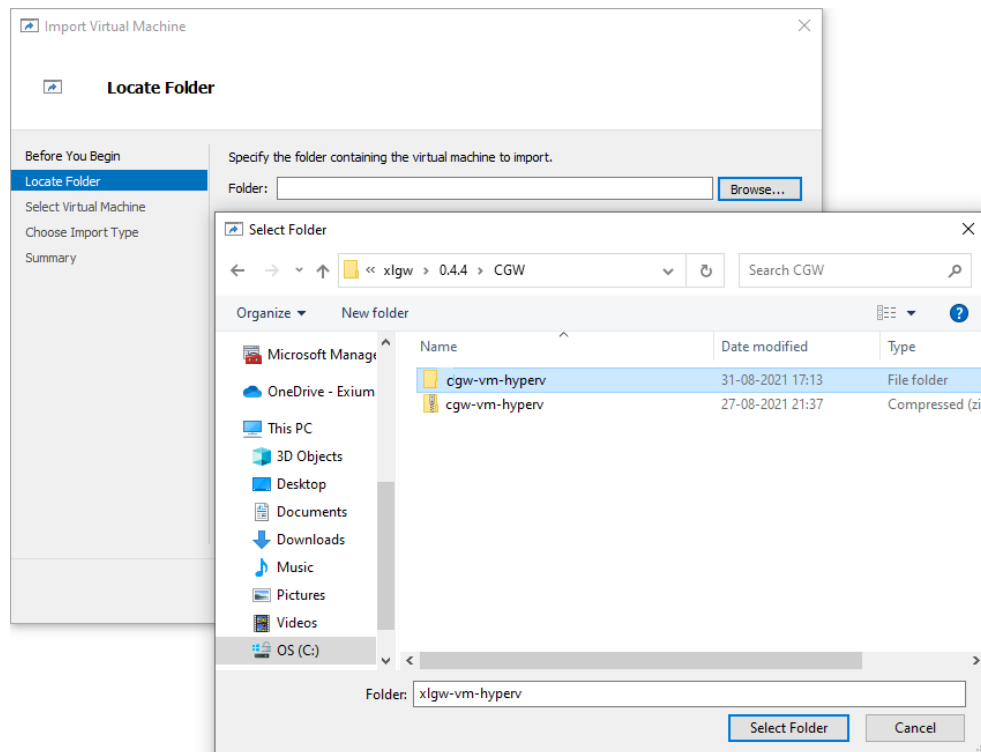 Import Virtual Machine
Locate Folder
Before You Begin
Locate Folder
Select Virtual Machine
Choose Import Type
Summary
Specify the folder containing the virtual machine to import.
Folder:
Browse...
Select Folder
« xlgw › 0.4.4 › CGW
Search CGW
Organize
New folder
Microsoft Manage
OneDrive - Exium
This PC
3D Objects
Desktop
Documents
Downloads
Music
Pictures
Videos
OS (C:)
Name Date modified Type
cgw-vm-hyperv 31-08-2021 17:13 File folder
cgw-vm-hyperv 27-08-2021 21:37 Compressed (zi
Folder: xlgw-vm-hyperv
Select Folder
Cancel